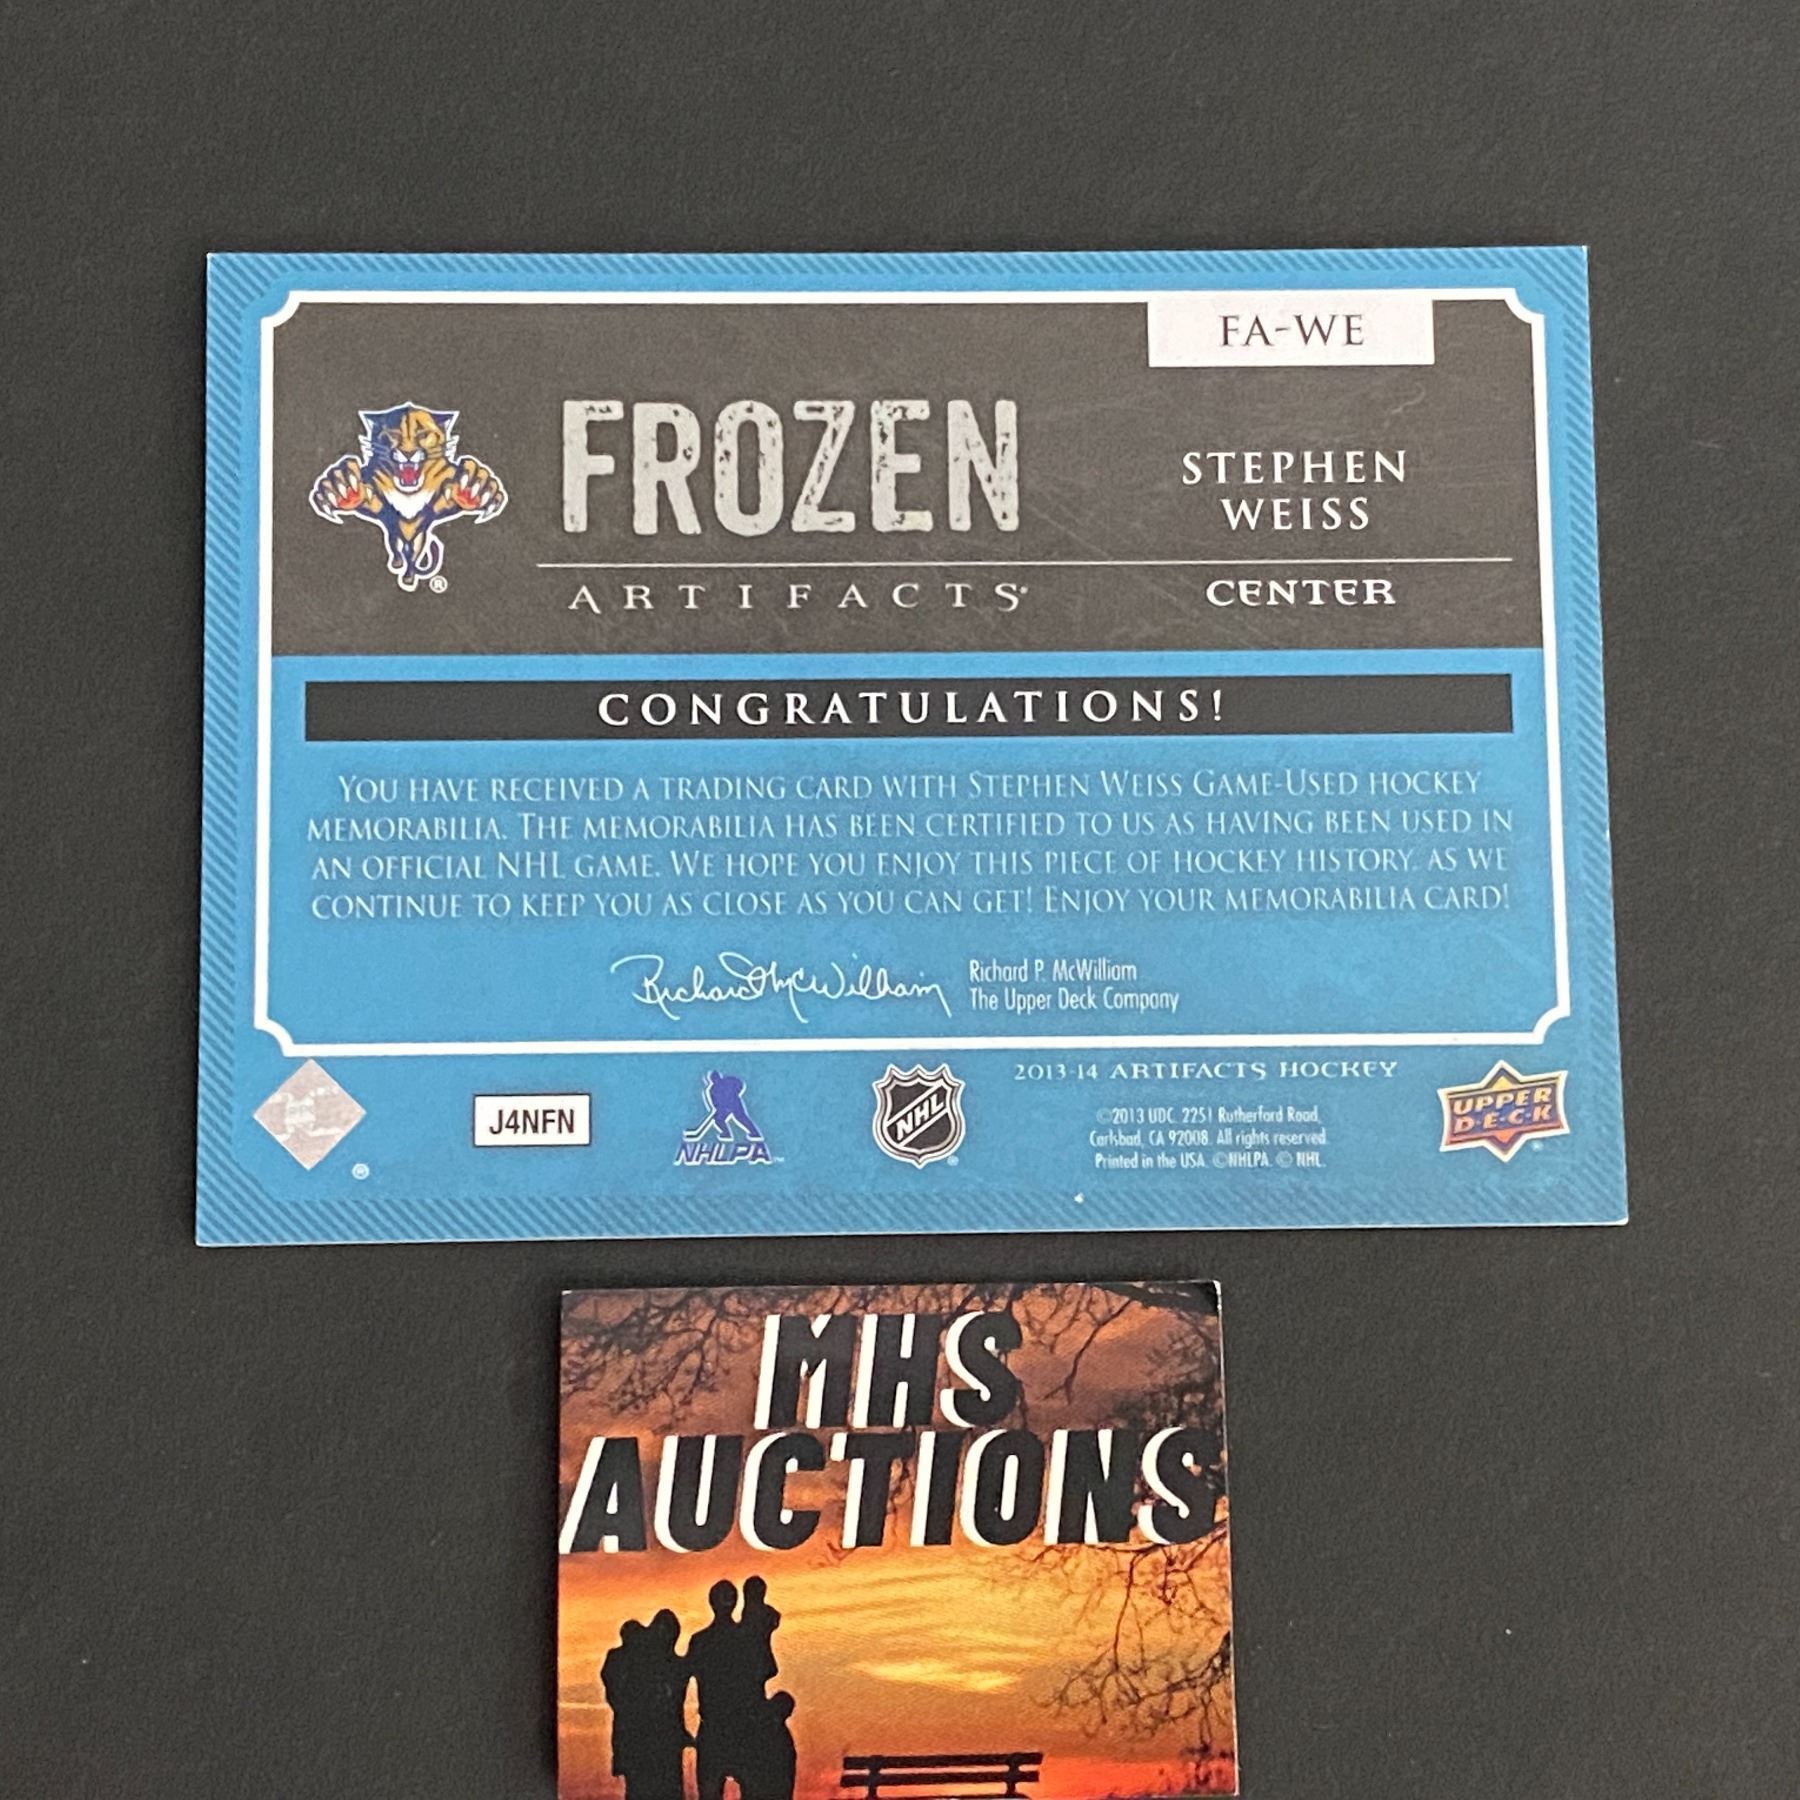 FA-WE
FROZEN
ARTIFACTS
STEPHEN
WEISS
CENTER
CONGRATULATIONS!
YOU HAVE RECEIVED A TRADING CARD WITH STEPHEN WEISS GAME-USED HOCKEY
MEMORABILIA. THE MEMORABILIA HAS BEEN CERTIFIED TO US AS HAVING BEEN USED IN
AN OFFICIAL NHL GAME. WE HOPE YOU ENJOY THIS PIECE OF HOCKEY HISTORY, AS WE
CONTINUE TO KEEP YOU AS CLOSE AS YOU CAN GET! ENJOY YOUR MEMORABILIA CARD!
Richard McWilliam
Richard P. McWilliam
The Upper Deck Company
J4NFN
NHLPA™
NHL
2013-14 ARTIFACTS HOCKEY
©2013 UDC. 2251 Rutherford Road,
Carlsbad, CA 92008. All rights reserved.
Printed in the USA. ©NHLPA. © NHL.
UPPER
D·E·C·K
MHS
AUCTIONS